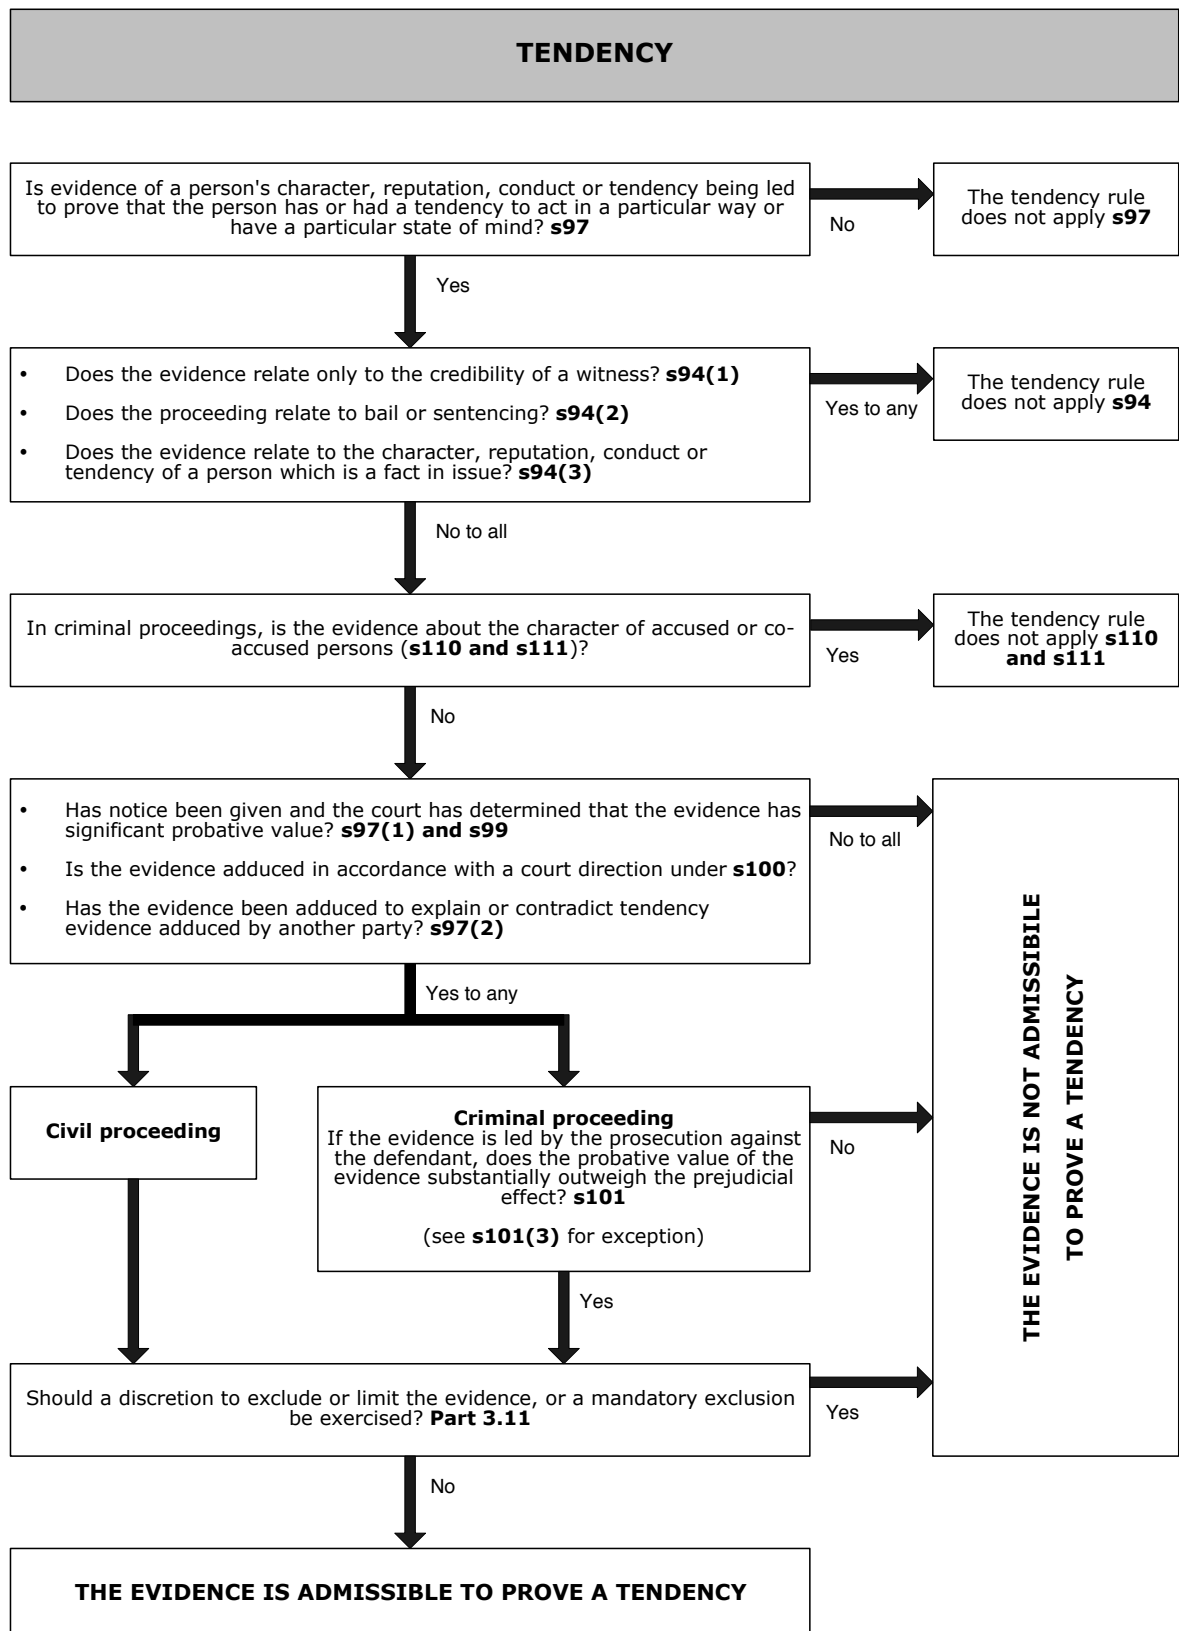 TENDENCY
Is evidence of a person's character, reputation, conduct or tendency being led
to prove that the person has or had a tendency to act in a particular way or
have a particular state of mind? s97
No
The tendency rule
does not apply s97
Yes
• Does the evidence relate only to the credibility of a witness? s94(1)
• Does the proceeding relate to bail or sentencing? s94(2)
• Does the evidence relate to the character, reputation, conduct or
tendency of a person which is a fact in issue? s94(3)
Yes to any
The tendency rule
does not apply s94
No to all
In criminal proceedings, is the evidence about the character of accused or co-
accused persons (s110 and s111)?
Yes
The tendency rule
does not apply s110
and s111
No
• Has notice been given and the court has determined that the evidence has
significant probative value? s97(1) and s99
• Is the evidence adduced in accordance with a court direction under s100?
• Has the evidence been adduced to explain or contradict tendency
evidence adduced by another party? s97(2)
No to all
THE EVIDENCE IS NOT ADMISSIBILE
TO PROVE A TENDENCY
Yes to any
Civil proceeding
Criminal proceeding
If the evidence is led by the prosecution against
the defendant, does the probative value of the
evidence substantially outweigh the prejudicial
effect? s101
(see s101(3) for exception)
No
Yes
Should a discretion to exclude or limit the evidence, or a mandatory exclusion
be exercised? Part 3.11
Yes
No
THE EVIDENCE IS ADMISSIBLE TO PROVE A TENDENCY